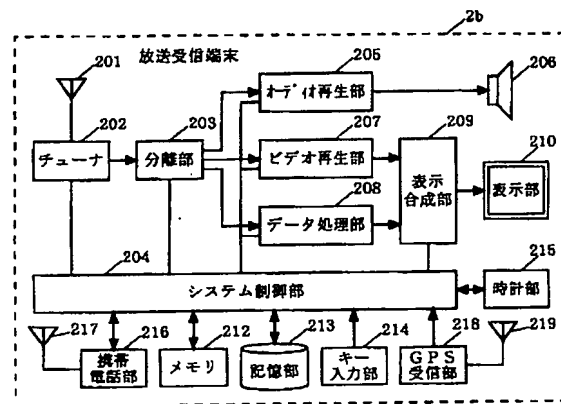 2b
201
放送受信端末
205
206
オーディオ再生部
202
203
207
209
チューナ
分離部
ビデオ再生部
210
208
表示
合成部
表示部
データ処理部
204
215
システム制御部
時計部
217
216
212
213
214
218
219
携帯
電話部
メモリ
記憶部
キー
入力部
GPS
受信部